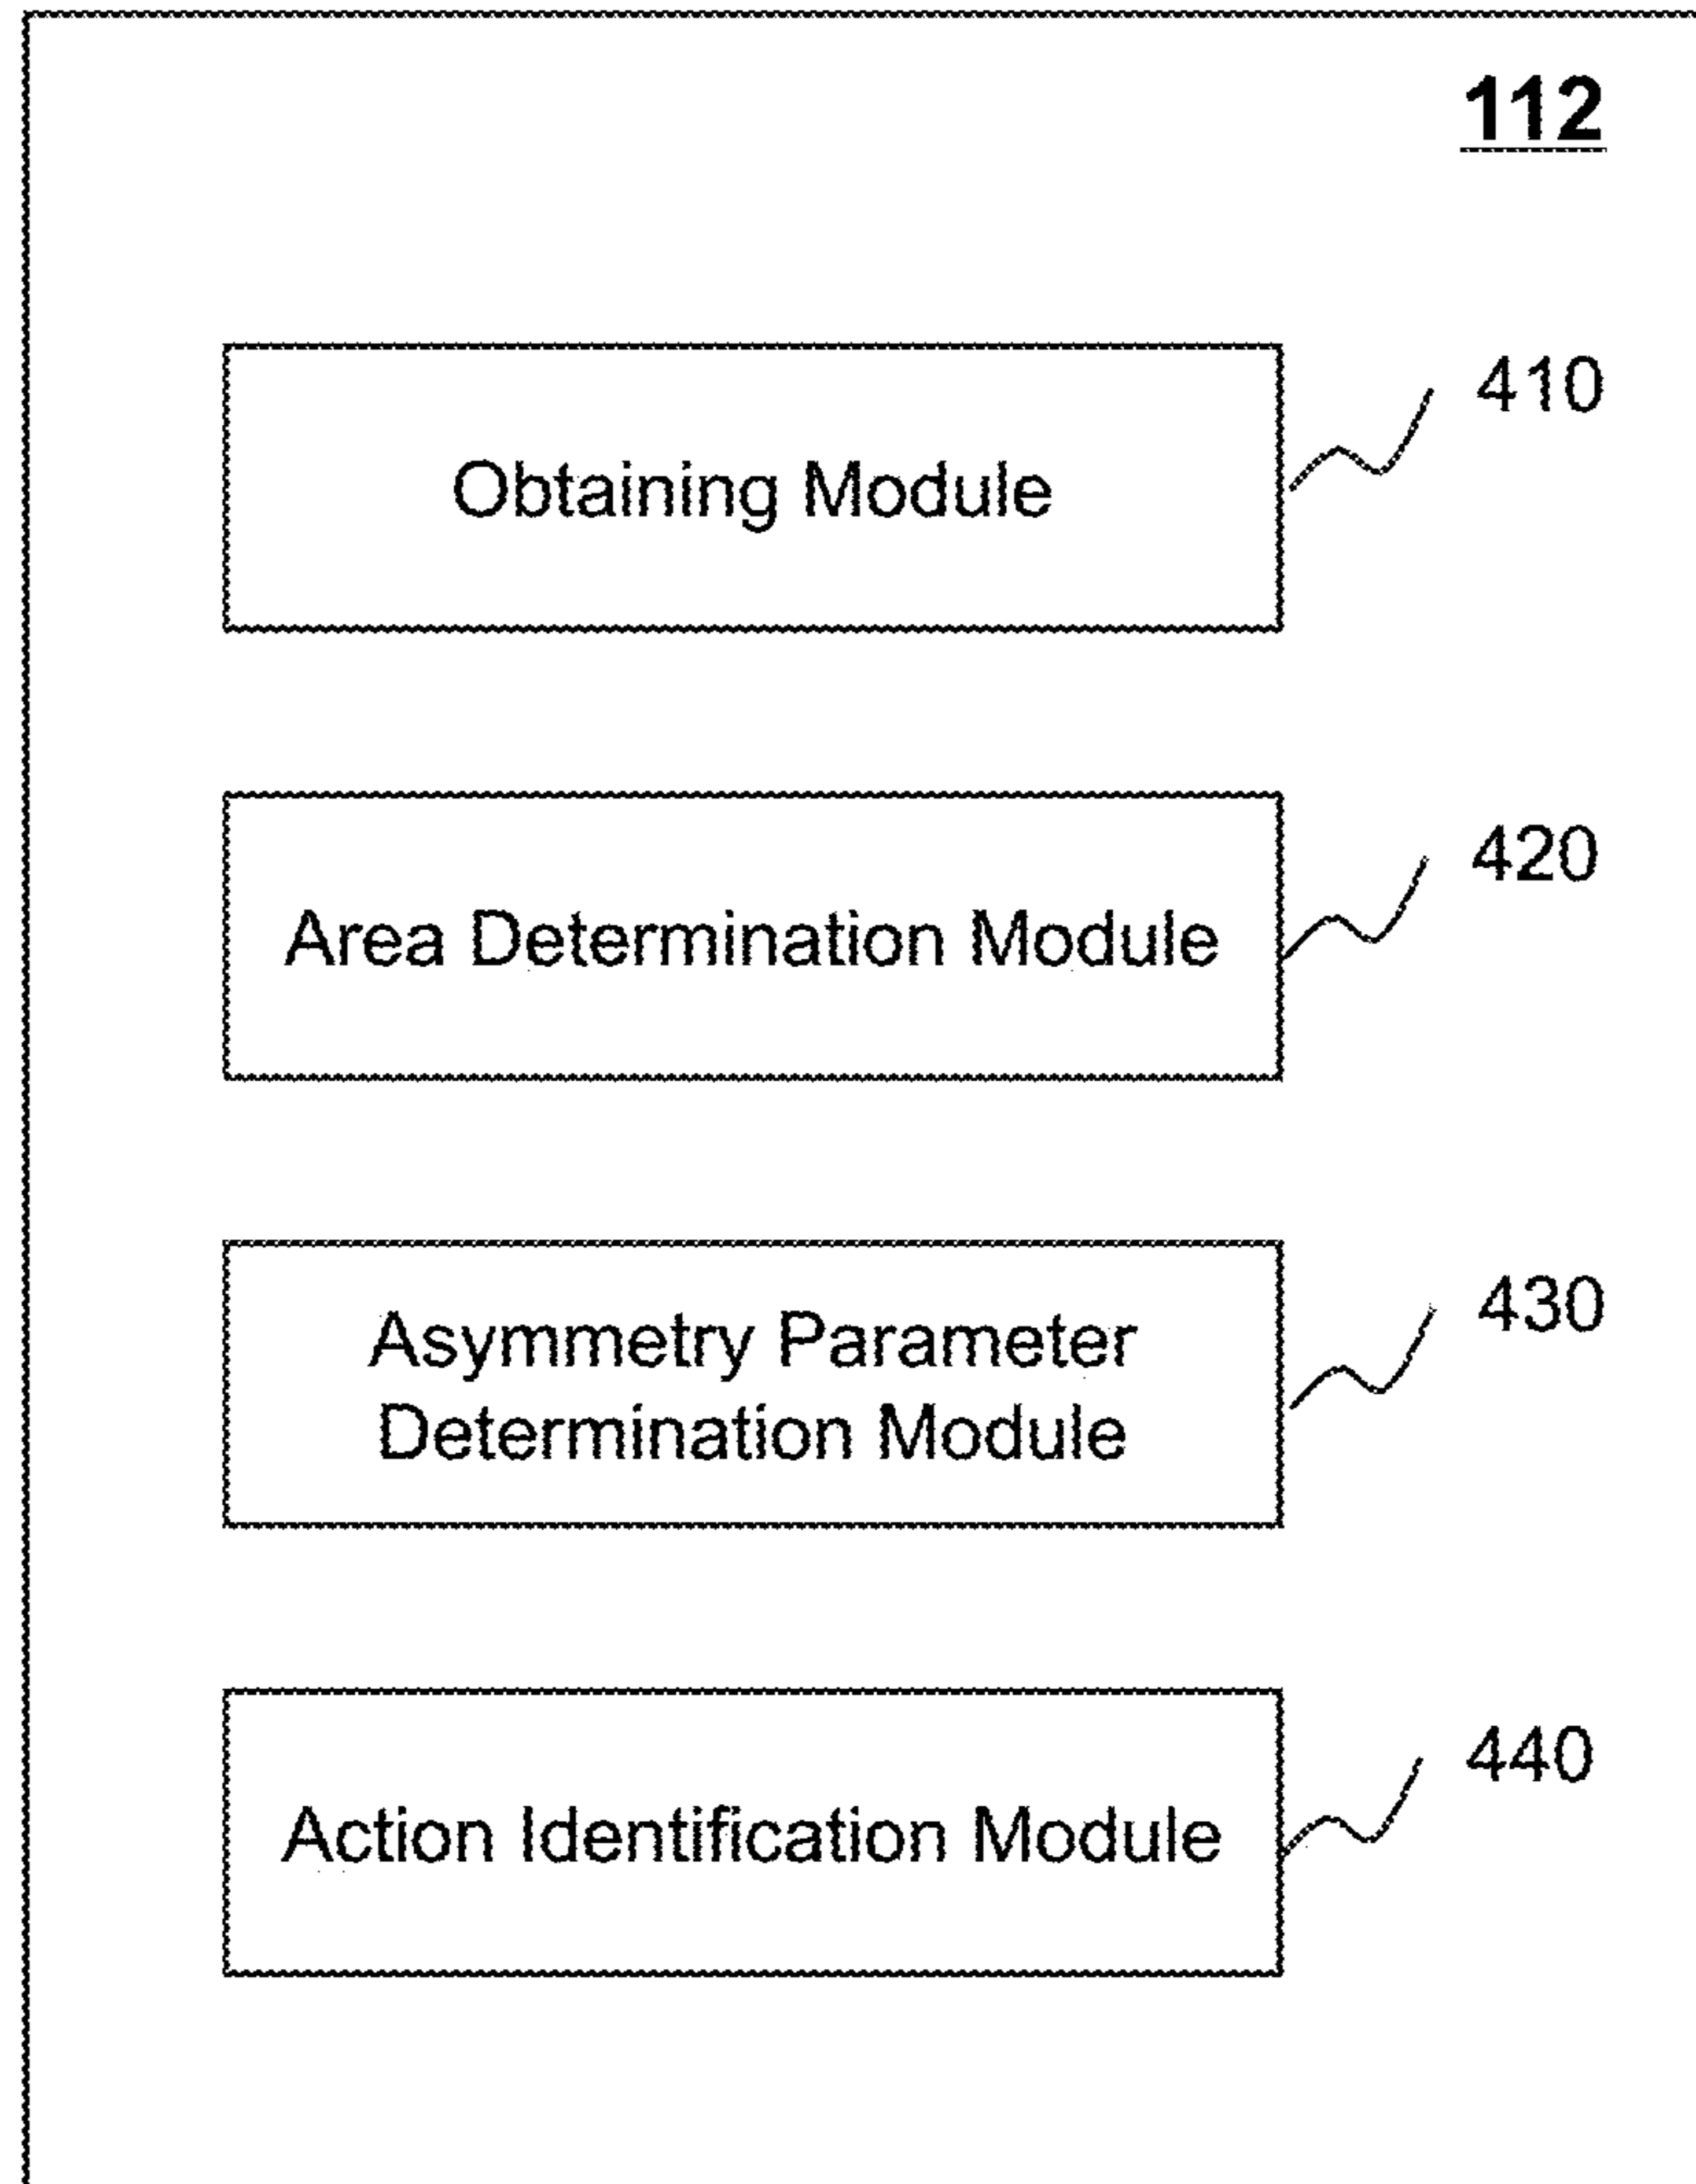 112
410
Obtaining Module
420
Area Determination Module
430
Asymmetry Parameter
Determination Module
440
Action Identification Module